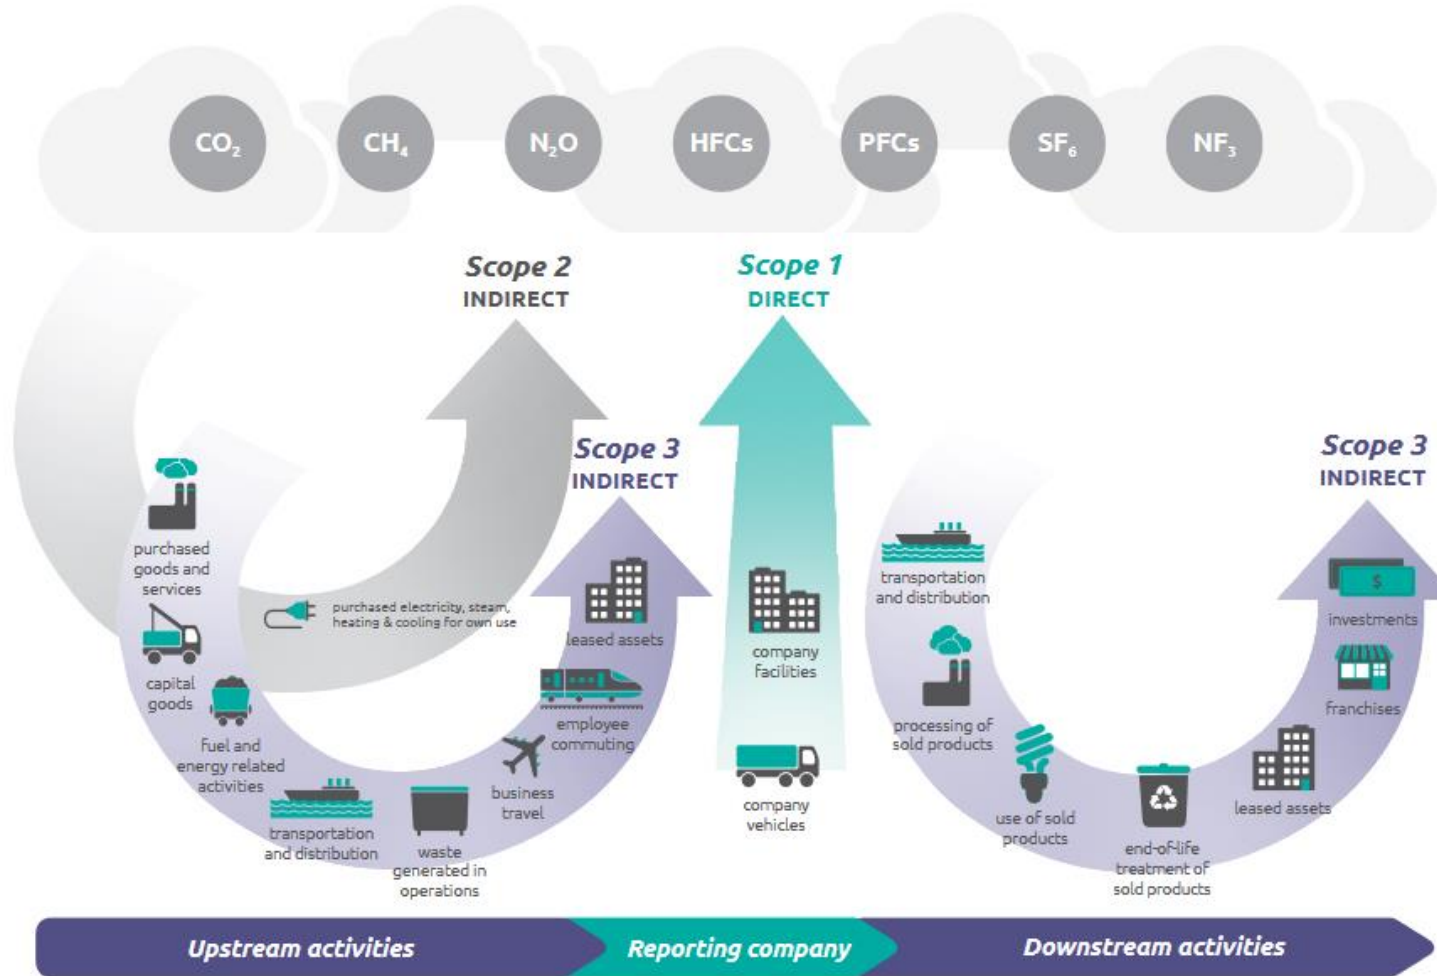 CO₂
CH₄
N₂O
HFCs
PFCs
SF₆
NF₃
Scope 2
INDIRECT
Scope 1
DIRECT
Scope 3
INDIRECT
Scope 3
INDIRECT
purchased
goods and
services
capital
goods
fuel and
energy related
activities
transportation
and distribution
waste
generated in
operations
business
travel
employee
commuting
leased assets
purchased electricity, steam,
heating & cooling for own use
company
facilities
company
vehicles
transportation
and distribution
processing of
sold products
use of sold
products
end-of-life
treatment of
sold products
leased assets
franchises
$
investments
Upstream activities
Reporting company
Downstream activities